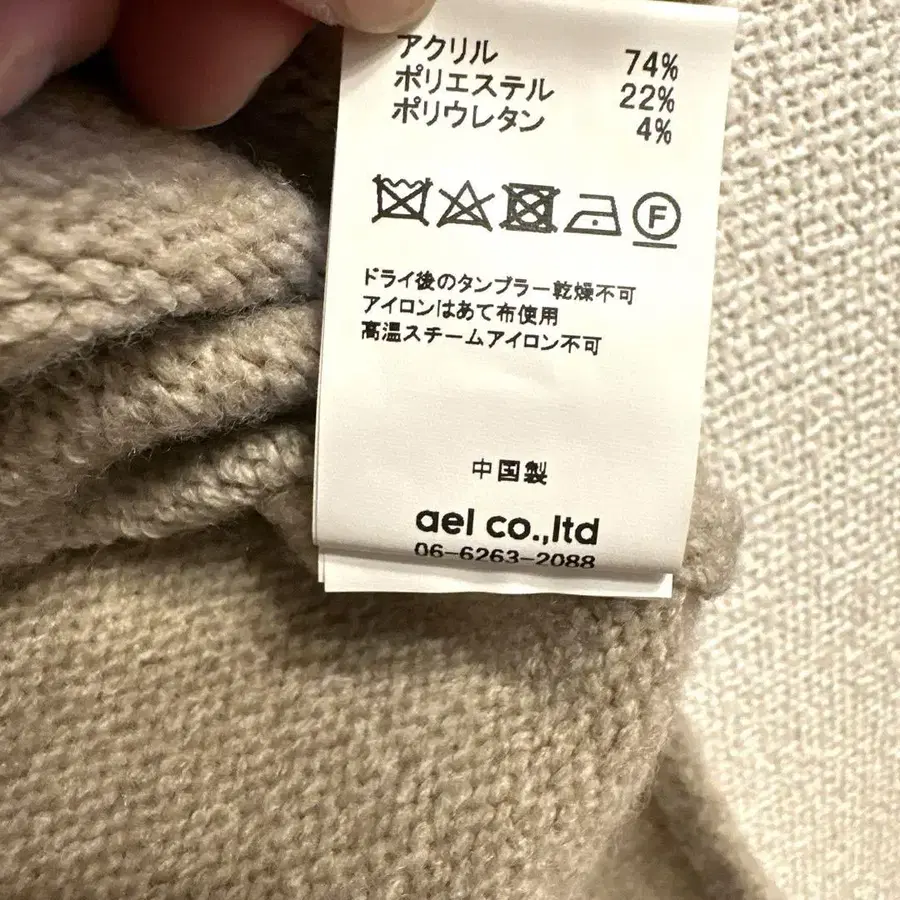 アクリル 74%
ポリエステル 22%
ポリウレタン 4%
F
ドライ後のタンブラー乾燥不可
アイロンはあて布使用
高温スチームアイロン不可
中国製
ael co.,ltd
06-6263-2088